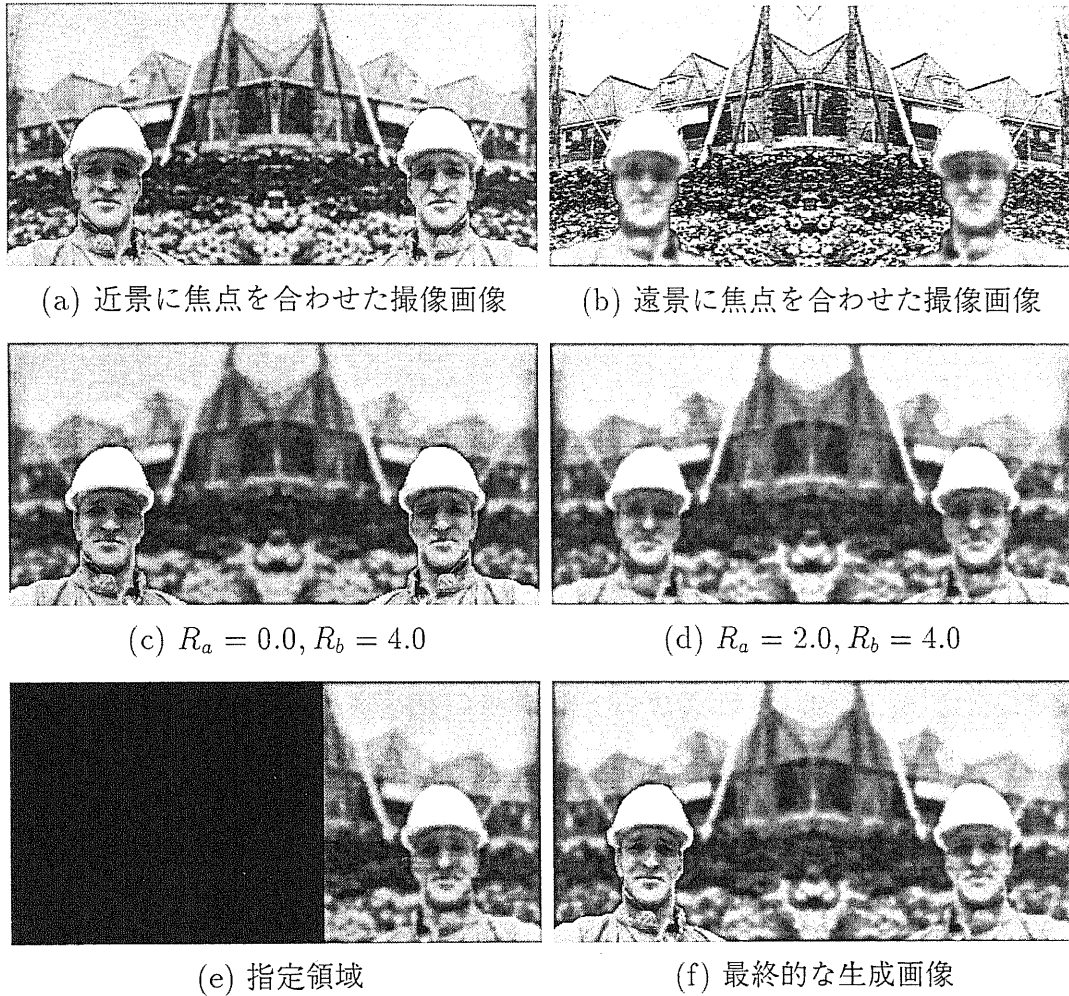 (a) 近景に焦点を合わせた撮像画像
(b) 遠景に焦点を合わせた撮像画像
(c) R_a = 0.0, R_b = 4.0
(d) R_a = 2.0, R_b = 4.0
(e) 指定領域
(f) 最終的な生成画像